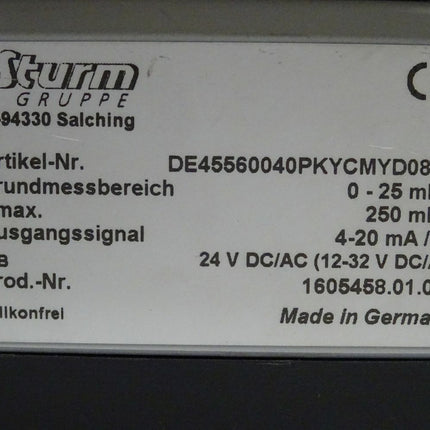 Sturm
GRUPPE
-94330 Salching
rtikel-Nr. DE45560040PKYCMYD08
rundmessbereich 0 - 25 m
max. 250 m
usgangssignal 4-20 mA /
B 24 V DC/AC (12-32 V DC/
rod.-Nr. 1605458.01.0
likonfrei Made in Germa